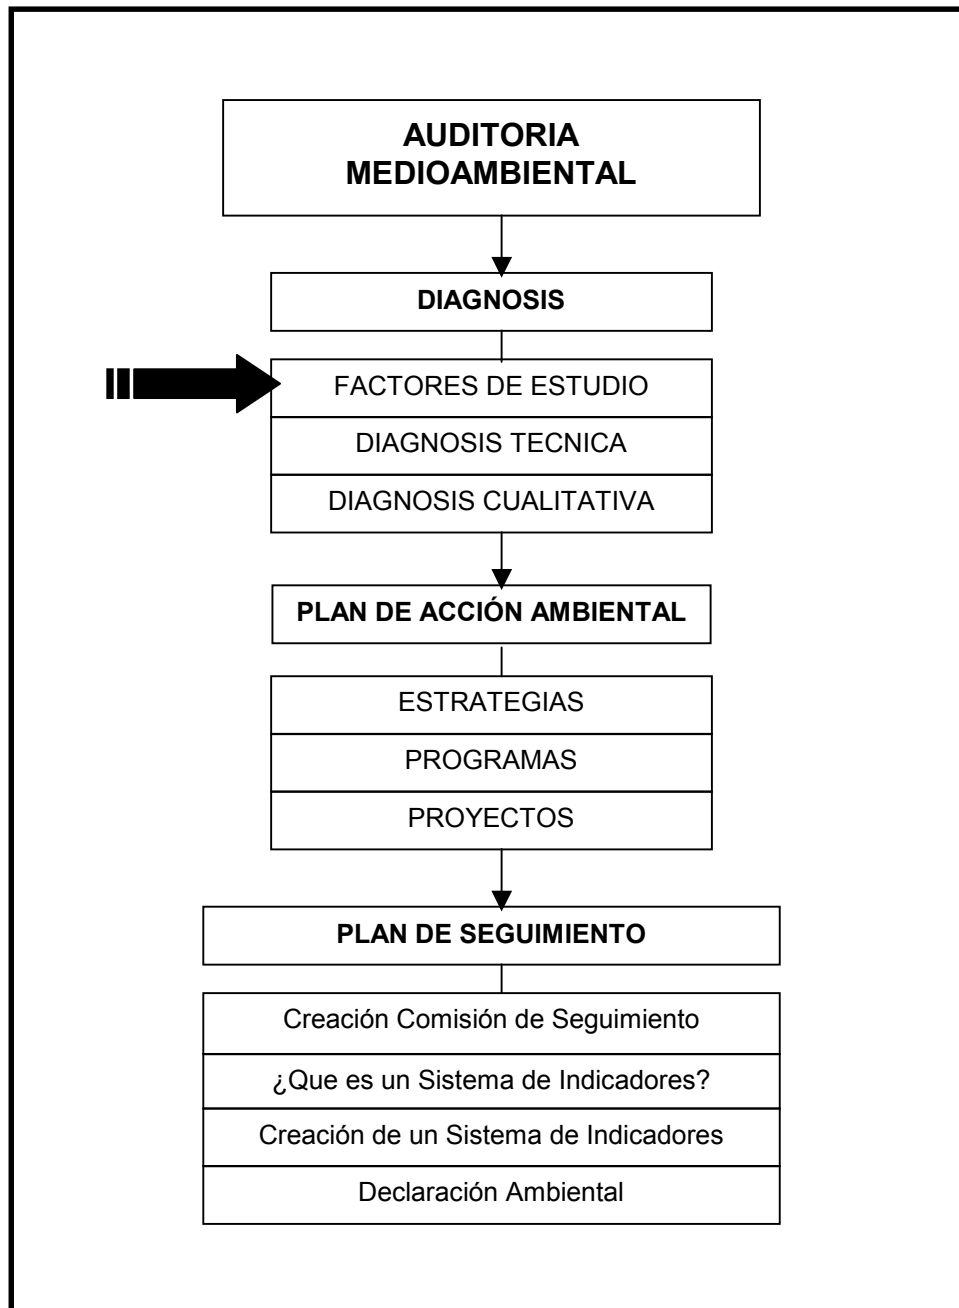 AUDITORIA
MEDIOAMBIENTAL
DIAGNOSIS
FACTORES DE ESTUDIO
DIAGNOSIS TECNICA
DIAGNOSIS CUALITATIVA
PLAN DE ACCIÓN AMBIENTAL
ESTRATEGIAS
PROGRAMAS
PROYECTOS
PLAN DE SEGUIMIENTO
Creación Comisión de Seguimiento
¿Que es un Sistema de Indicadores?
Creación de un Sistema de Indicadores
Declaración Ambiental